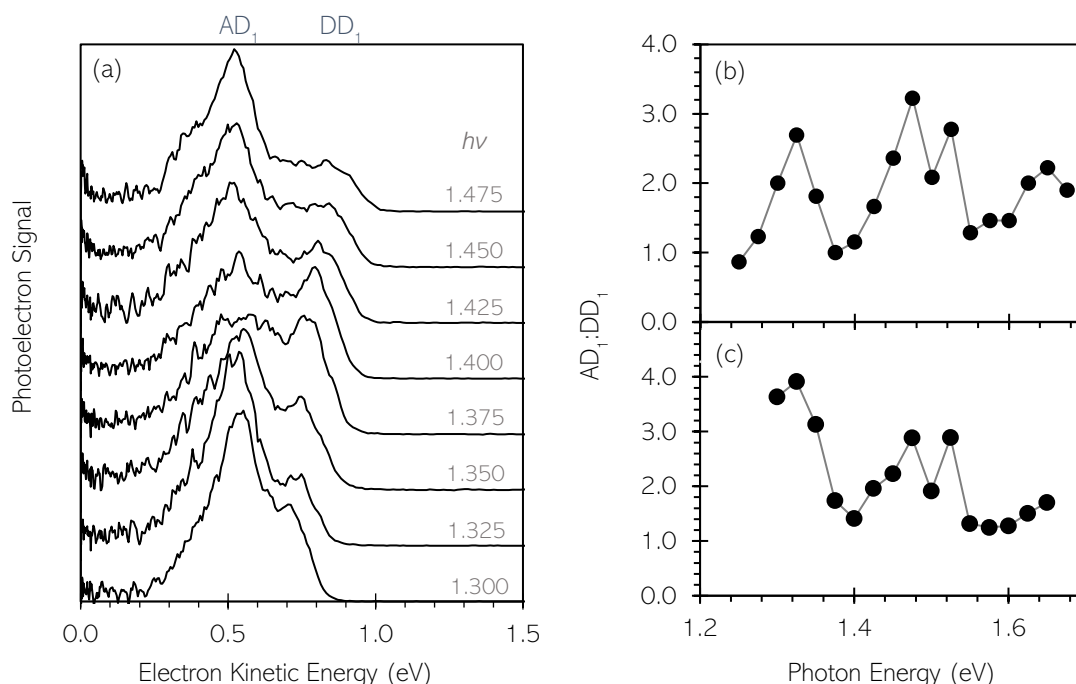 AD₁ DD₁
(a)
hν
1.475
1.450
1.425
1.400
1.375
1.350
1.325
1.300
Photoelectron Signal
0.0 0.5 1.0 1.5
Electron Kinetic Energy (eV)
4.0
(b)
3.0
2.0
1.0
0.0
AD₁:DD₁
(c)
4.0
3.0
2.0
1.0
0.0
1.2 1.4 1.6
Photon Energy (eV)